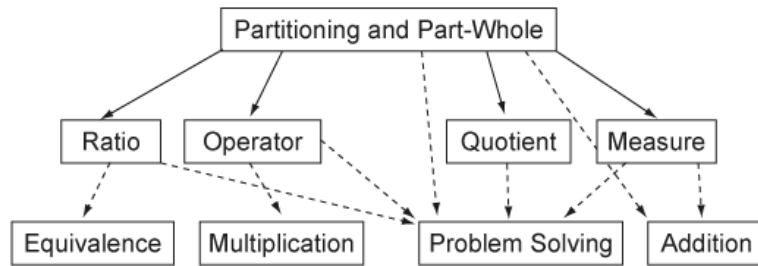 Partitioning and Part-Whole
Ratio
Operator
Quotient
Measure
Equivalence
Multiplication
Problem Solving
Addition